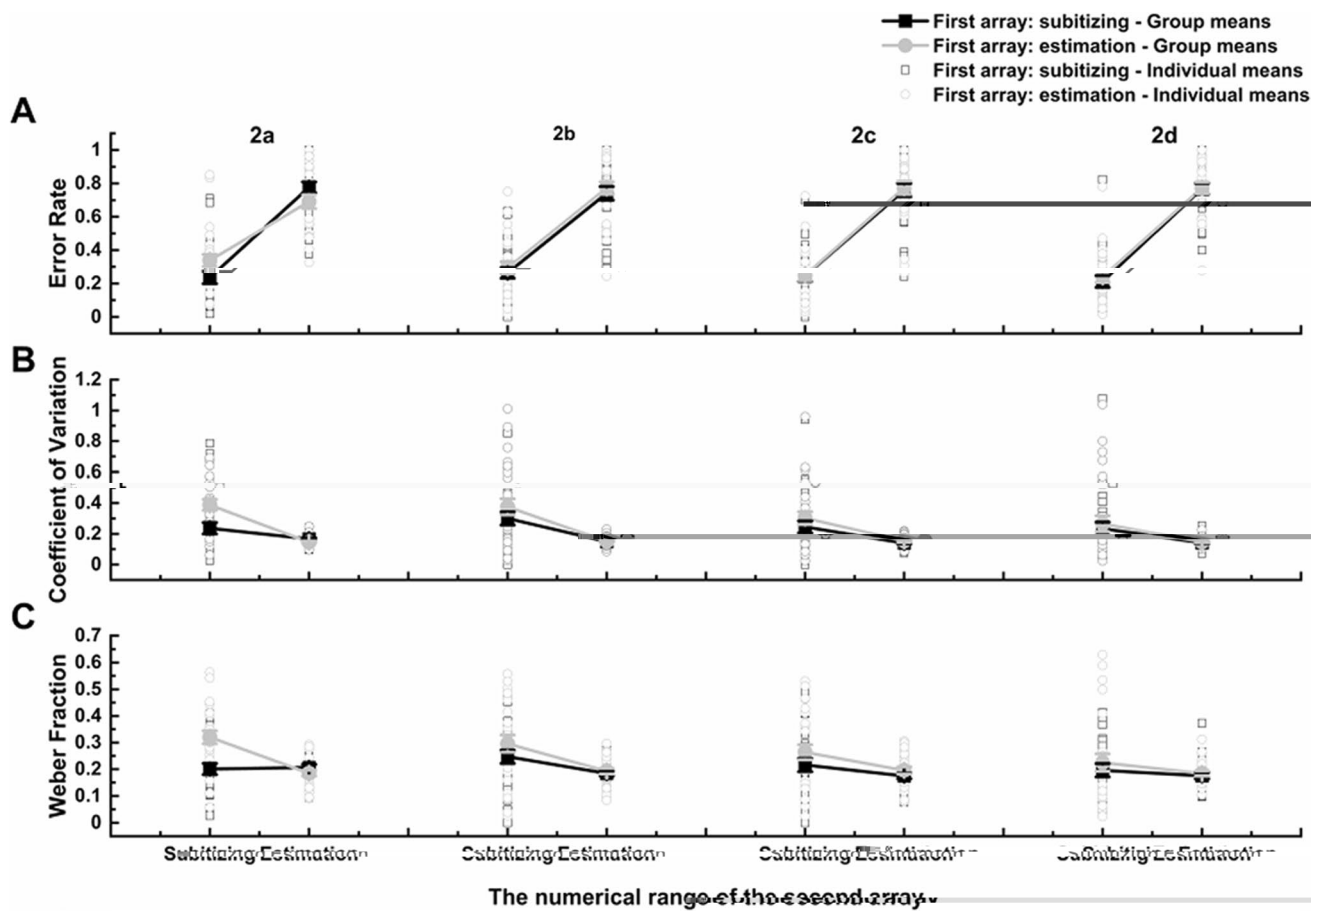 First array: subitizing - Group means
First array: estimation - Group means
First array: subitizing - Individual means
First array: estimation - Individual means
A
2a
2b
2c
2d
Error Rate
1
0.8
0.6
0.4
0.2
0
B
Coefficient of Variation
1.2
1
0.8
0.6
0.4
0.2
0
C
Weber Fraction
0.7
0.6
0.5
0.4
0.3
0.2
0.1
0
The numerical range of the second array